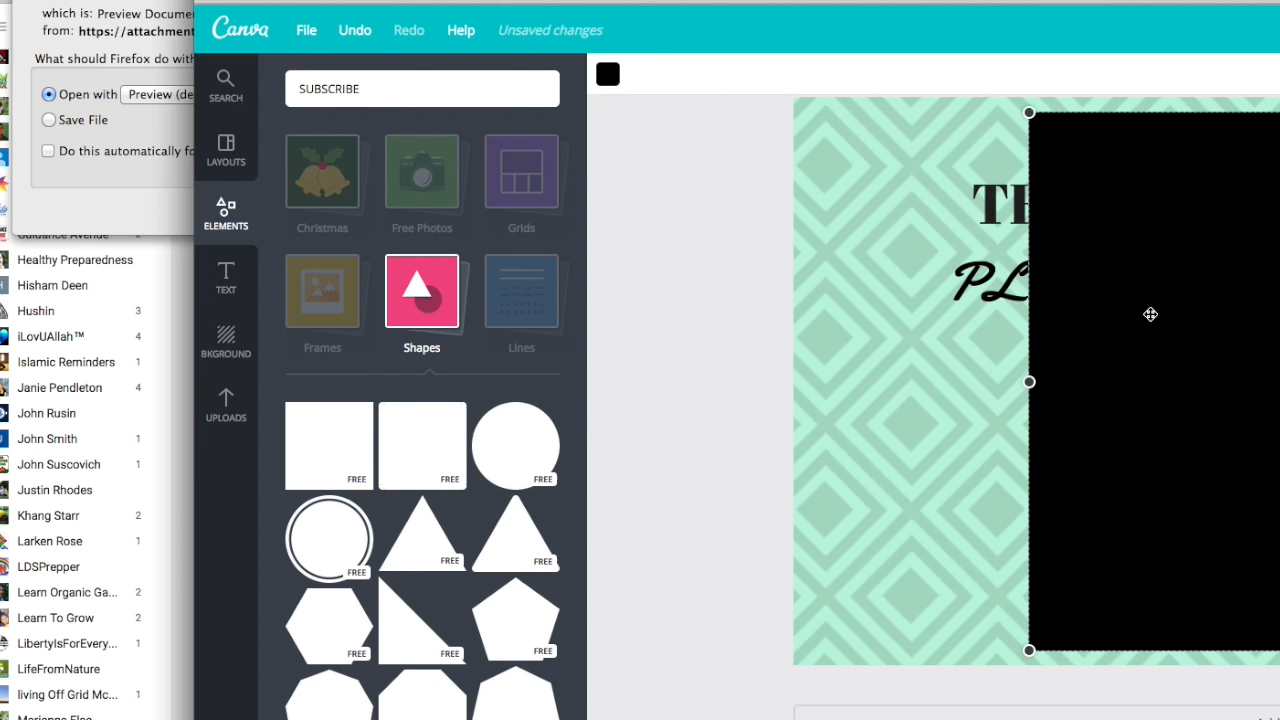 which is: Preview Documen
from: https://attachment
What should Firefox do with
Open with Preview (de
Save File
Do this automatically fo
Guidance Avenue
Healthy Preparedness
Hisham Deen
Hushin 3
iLovUAllah™ 4
Islamic Reminders 1
Janie Pendleton 4
John Rusin
John Smith 1
John Suscovich 1
Justin Rhodes
Khang Starr 2
Larken Rose 1
LDSPrepper
Learn Organic Ga... 2
Learn To Grow 2
LibertyIsForEvery... 1
LifeFromNature
living Off Grid Mc... 1
Canva File Undo Redo Help Unsaved changes
SEARCH
LAYOUTS
ELEMENTS
TEXT
BKGROUND
UPLOADS
SUBSCRIBE
Christmas Free Photos Grids
Frames Shapes Lines
FREE FREE FREE
FREE FREE FREE
FREE FREE FREE
TH
PL